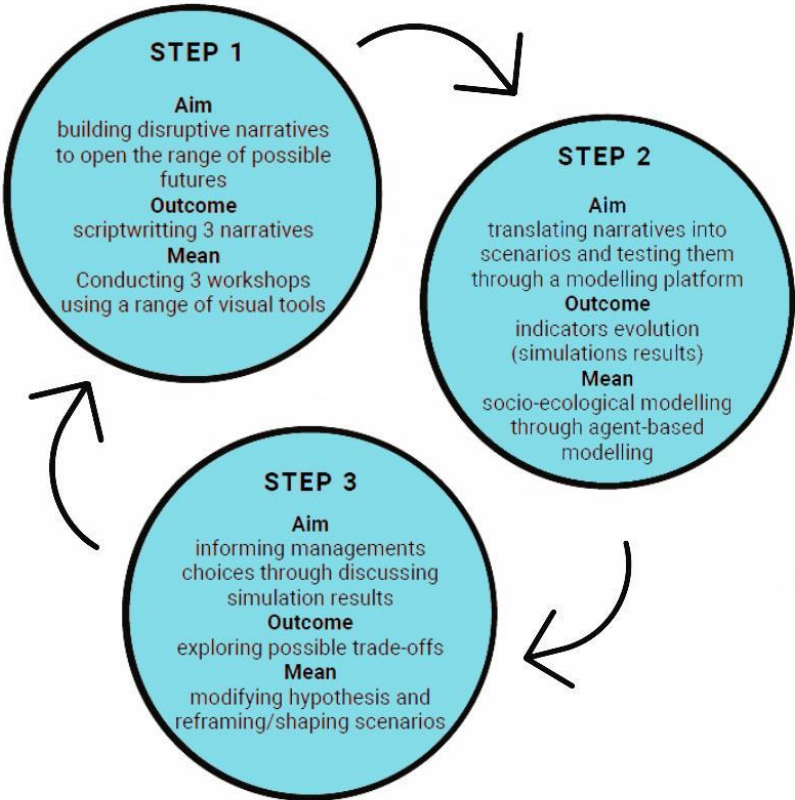 STEP 1
Aim
building disruptive narratives
to open the range of possible
futures
Outcome
scriptwritting 3 narratives
Mean
Conducting 3 workshops
using a range of visual tools
STEP 2
Aim
translating narratives into
scenarios and testing them
through a modelling platform
Outcome
indicators evolution
(simulations results)
Mean
socio-ecological modelling
through agent-based
modelling
STEP 3
Aim
informing managements
choices through discussing
simulation results
Outcome
exploring possible trade-offs
Mean
modifying hypothesis and
reframing/shaping scenarios